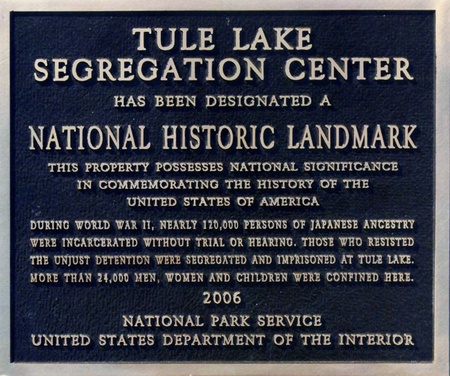 TULE LAKE
SEGREGATION CENTER
HAS BEEN DESIGNATED A
NATIONAL HISTORIC LANDMARK
THIS PROPERTY POSSESSES NATIONAL SIGNIFICANCE
IN COMMEMORATING THE HISTORY OF THE
UNITED STATES OF AMERICA
DURING WORLD WAR II, NEARLY 120,000 PERSONS OF JAPANESE ANCESTRY
WERE INCARCERATED WITHOUT TRIAL OR HEARING. THOSE WHO RESISTED
THE UNJUST DETENTION WERE SEGREGATED AND IMPRISONED AT TULE LAKE.
MORE THAN 24,000 MEN, WOMEN AND CHILDREN WERE CONFINED HERE.
2006
NATIONAL PARK SERVICE
UNITED STATES DEPARTMENT OF THE INTERIOR